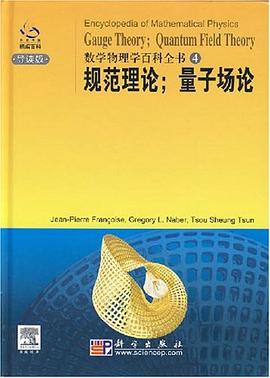 Encyclopedia of Mathematical Physics
Gauge Theory; Quantum Field Theory
数学物理学百科全书 4
规范理论; 量子场论
导读版
Jean-Pierre Françoise, Gregory L. Naber, Tsou Sheung Tsun
科学出版社
www.sciencep.com